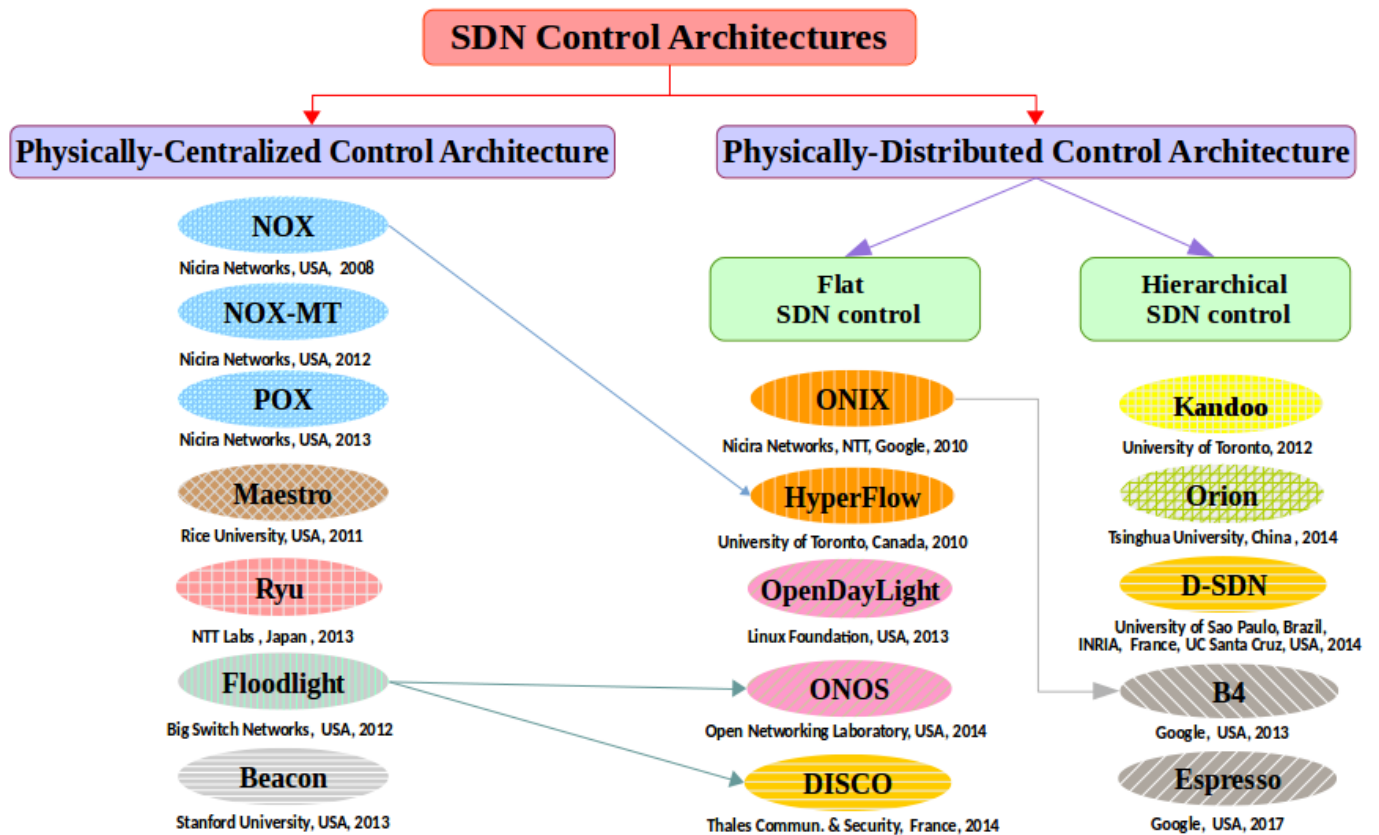 SDN Control Architectures
Physically-Centralized Control Architecture
NOX
Nicira Networks, USA, 2008
NOX-MT
Nicira Networks, USA, 2012
POX
Nicira Networks, USA, 2013
Maestro
Rice University, USA, 2011
Ryu
NTT Labs , Japan , 2013
Floodlight
Big Switch Networks, USA, 2012
Beacon
Stanford University, USA, 2013
Physically-Distributed Control Architecture
Flat
SDN control
ONIX
Nicira Networks, NTT, Google, 2010
HyperFlow
University of Toronto, Canada, 2010
OpenDayLight
Linux Foundation, USA, 2013
ONOS
Open Networking Laboratory, USA, 2014
DISCO
Thales Commun. & Security, France, 2014
Hierarchical
SDN control
Kandoo
University of Toronto, 2012
Orion
Tsinghua University, China , 2014
D-SDN
University of Sao Paulo, Brazil,
INRIA, France, UC Santa Cruz, USA, 2014
B4
Google, USA, 2013
Espresso
Google, USA, 2017